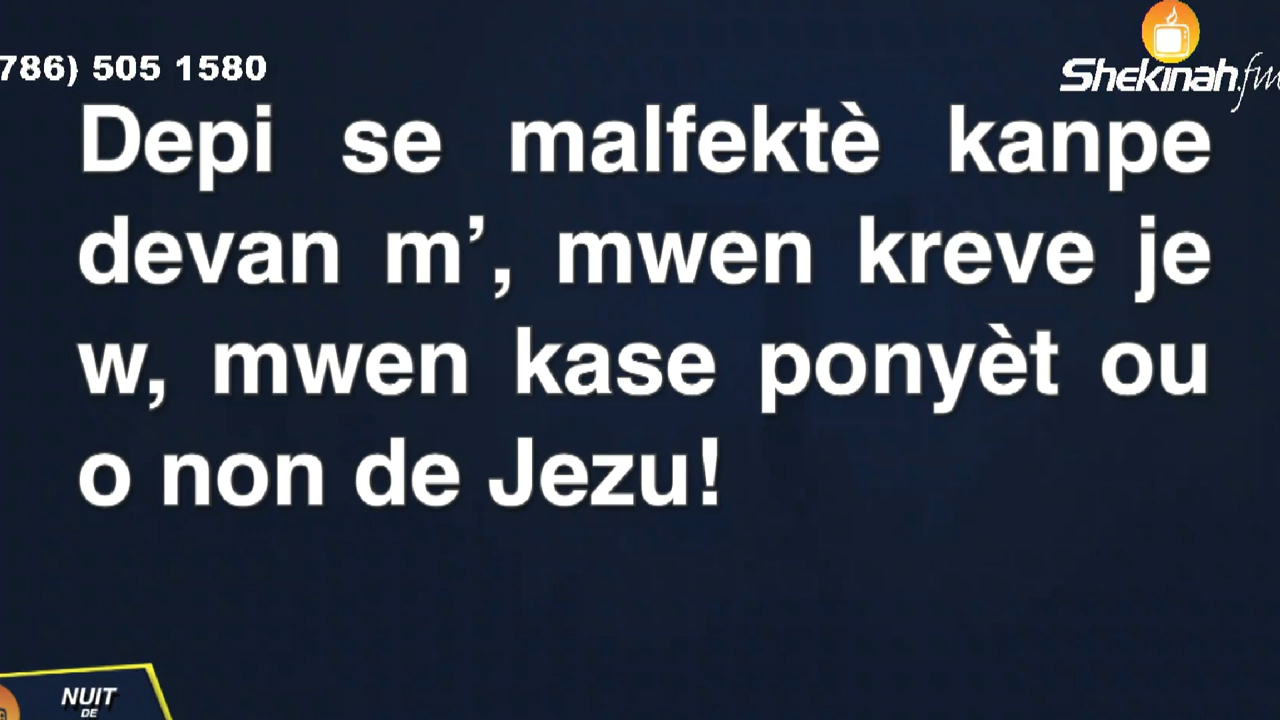 786) 505 1580
Shekinah.fm
Depi se malfektè kanpe
devan m’, mwen kreve je
w, mwen kase ponyèt ou
o non de Jezu!
NUIT
DE